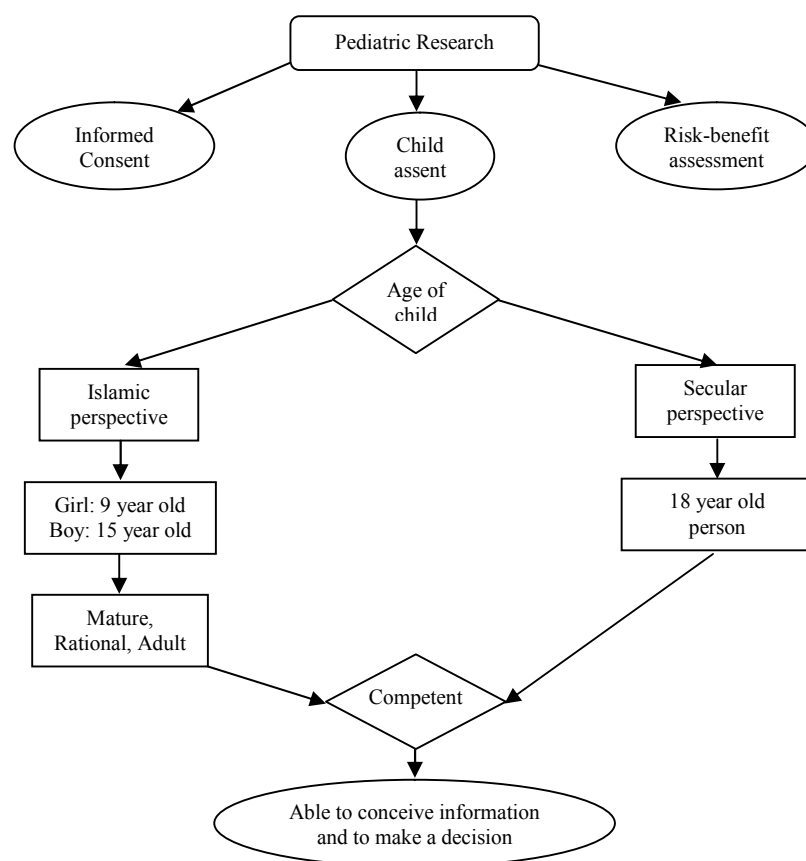 Pediatric Research
Informed
Consent
Child
assent
Risk-benefit
assessment
Age of
child
Islamic
perspective
Secular
perspective
Girl: 9 year old
Boy: 15 year old
18 year old
person
Mature,
Rational, Adult
Competent
Able to conceive information
and to make a decision